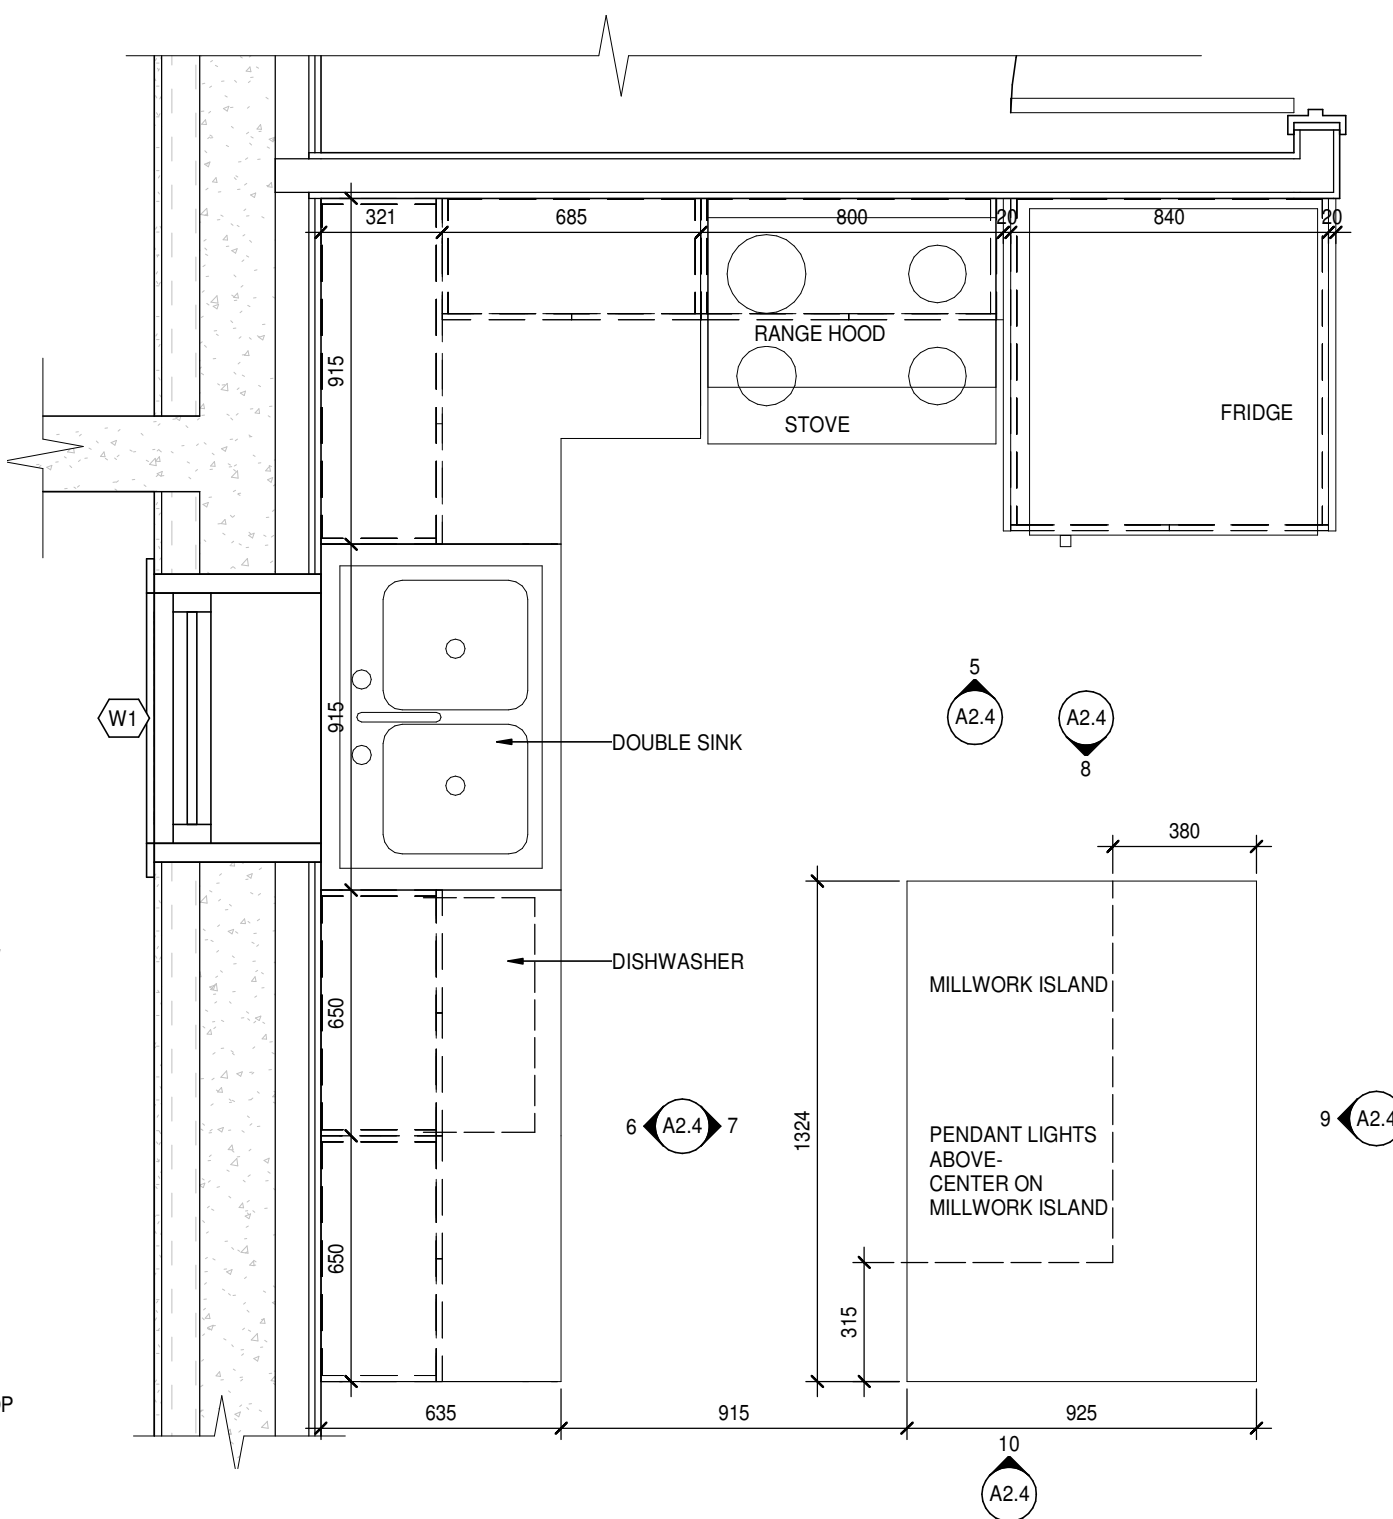 321
685
800
20
840
20
915
RANGE HOOD
STOVE
FRIDGE
W1
915
DOUBLE SINK
5
A2.4
A2.4
8
380
DISHWASHER
650
MILLWORK ISLAND
1324
6
A2.4
7
PENDANT LIGHTS
ABOVE-
CENTER ON
MILLWORK ISLAND
9
A2.4
650
315
635
915
925
10
A2.4